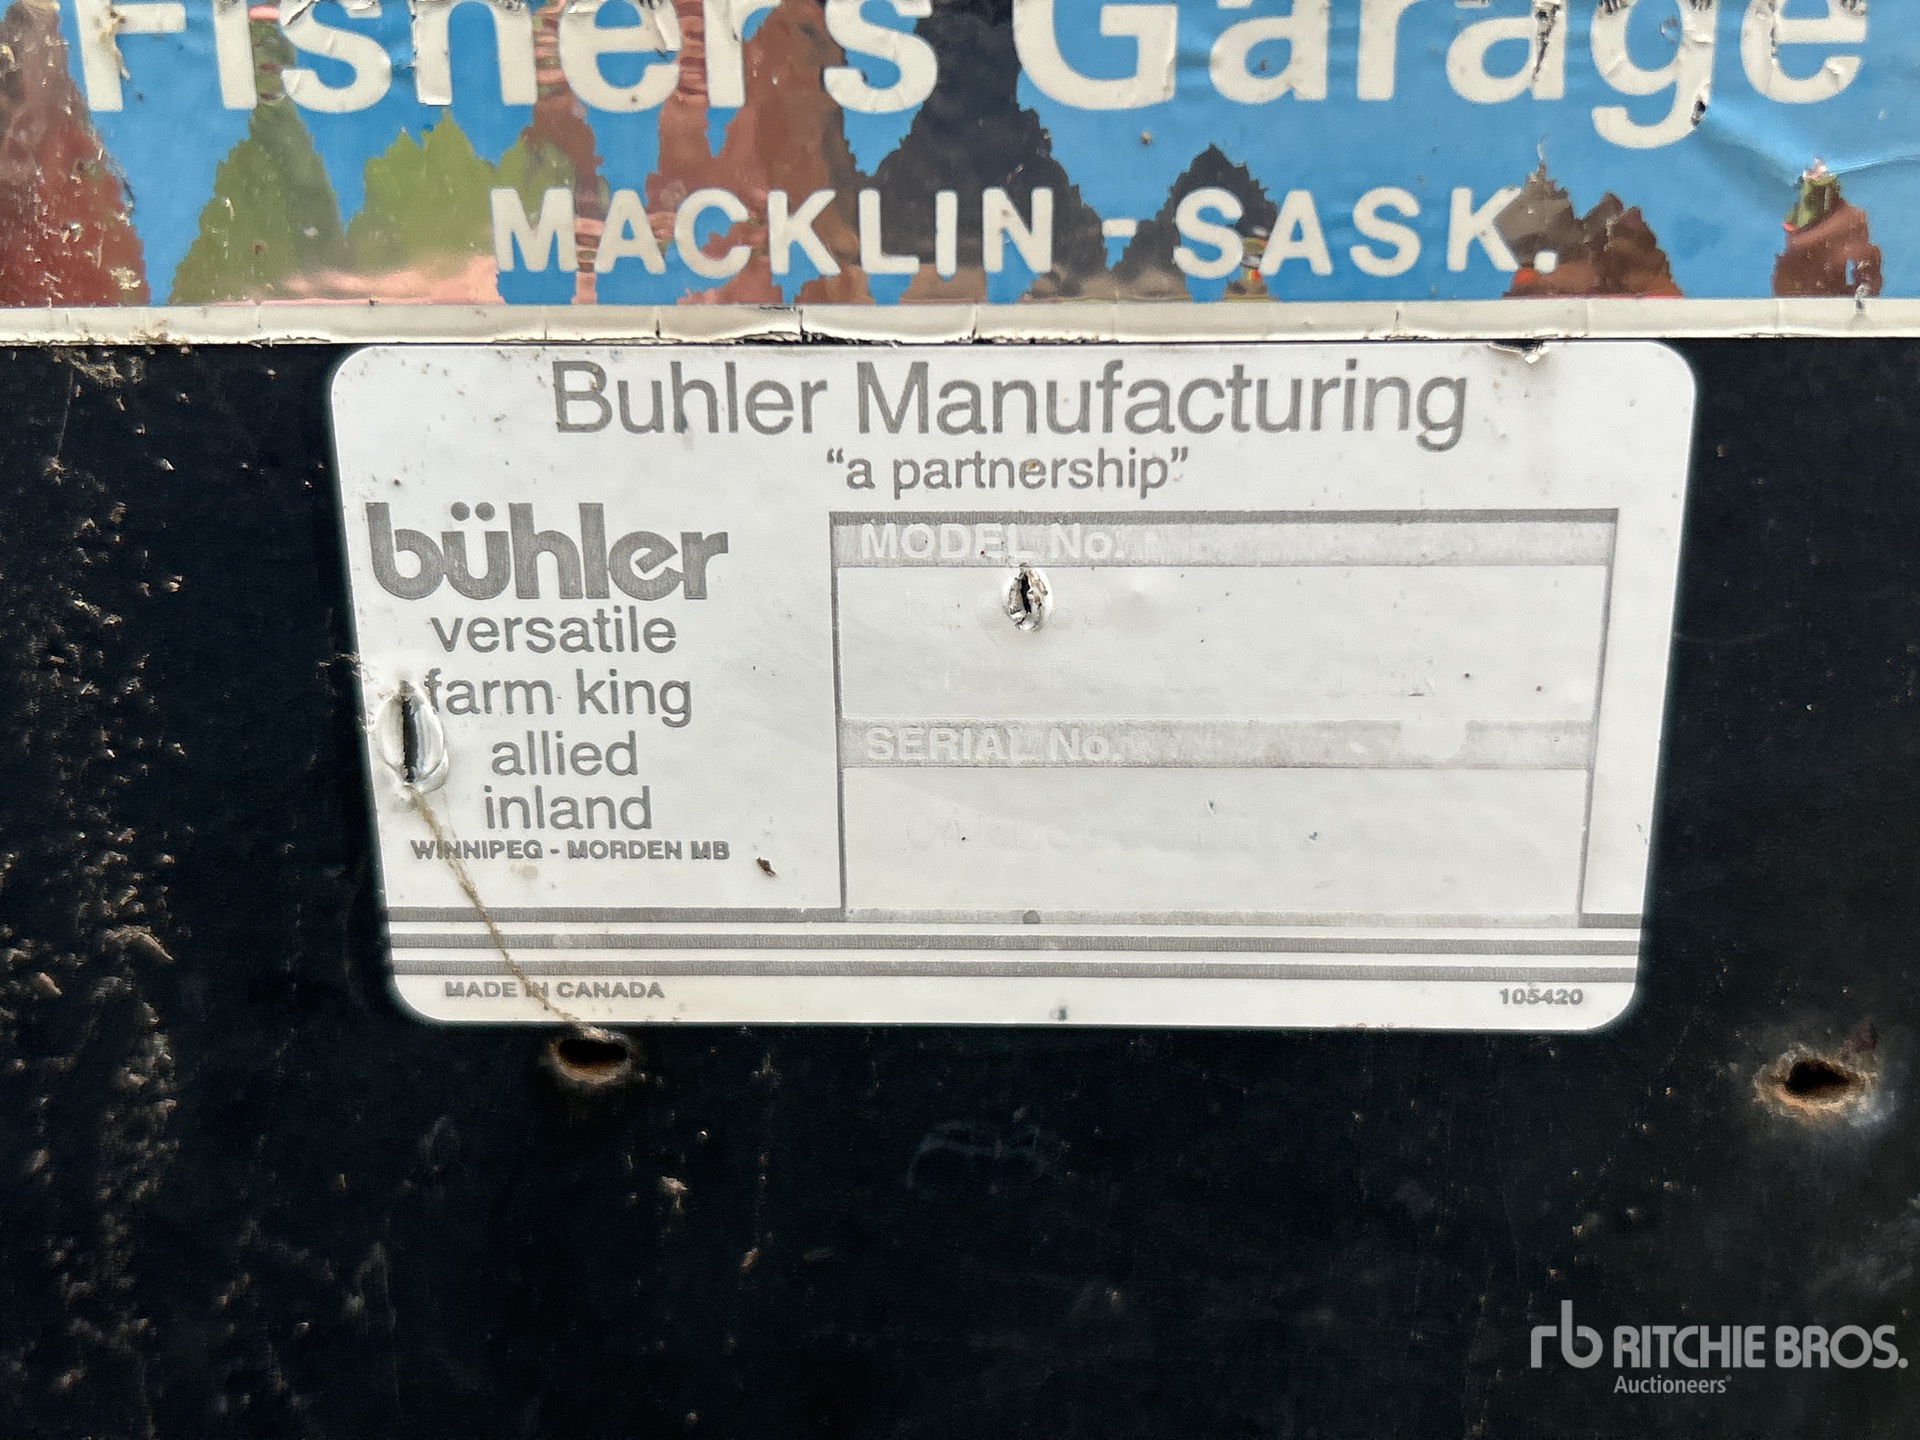 Fisher's Garage
MACKLIN - SASK.
Buhler Manufacturing
“a partnership”
bühler
versatile
farm king
allied
inland
WINNIPEG - MORDEN MB
MODEL No.
SERIAL No.
MADE IN CANADA
105420
rb RITCHIE BROS.
Auctioneers